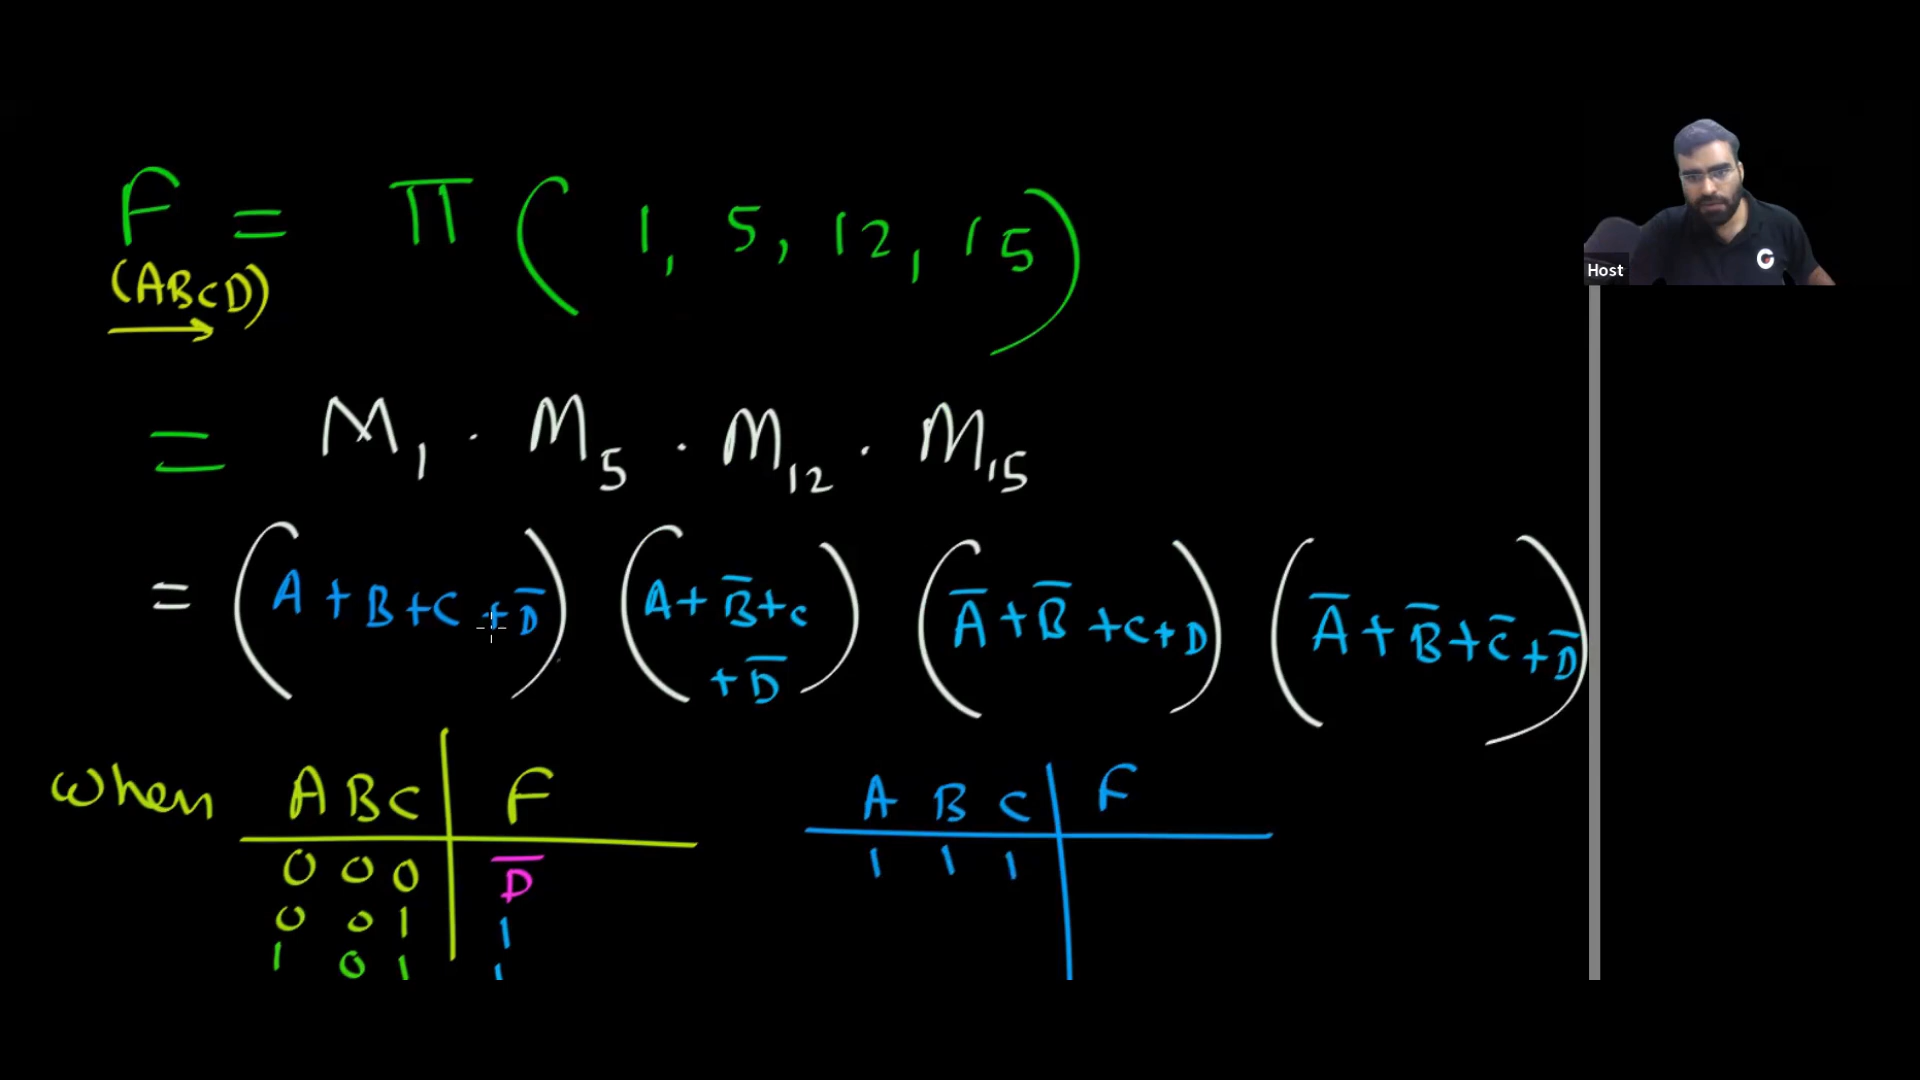 F = Π ( 1, 5, 12, 15 )
(ABCD)
Host
= M₁ · M₅ · M₁₂ · M₁₅
= (A + B + C + D̅) (A + B̅ + C + D̅) (A̅ + B̅ + C + D) (A̅ + B̅ + C̅ + D̅)
when A B C | F
0 0 0 | D̅
0 0 1 | 1
1 0 1 | 1
A B C | F
1 1 1 |